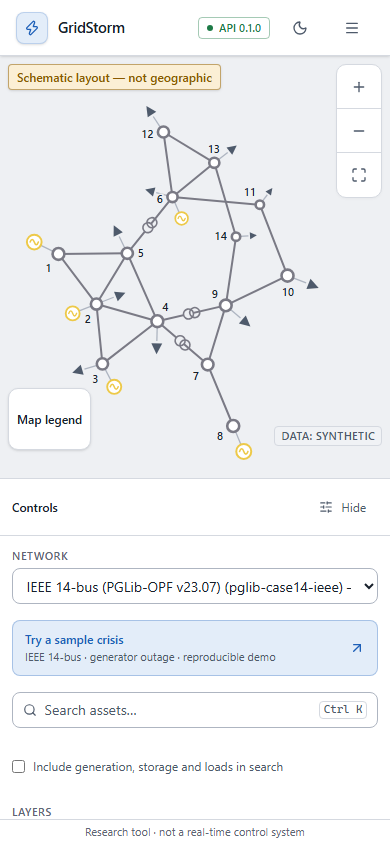 GridStorm
API 0.1.0
Schematic layout — not geographic
12
13
6
11
14
5
1
9
10
4
2
3
7
8
Map legend
DATA: SYNTHETIC
Controls
Hide
NETWORK
IEEE 14-bus (PGLib-OPF v23.07) (pglib-case14-ieee) -
Try a sample crisis
IEEE 14-bus · generator outage · reproducible demo
Search assets...
Ctrl K
Include generation, storage and loads in search
LAYERS
Research tool · not a real-time control system